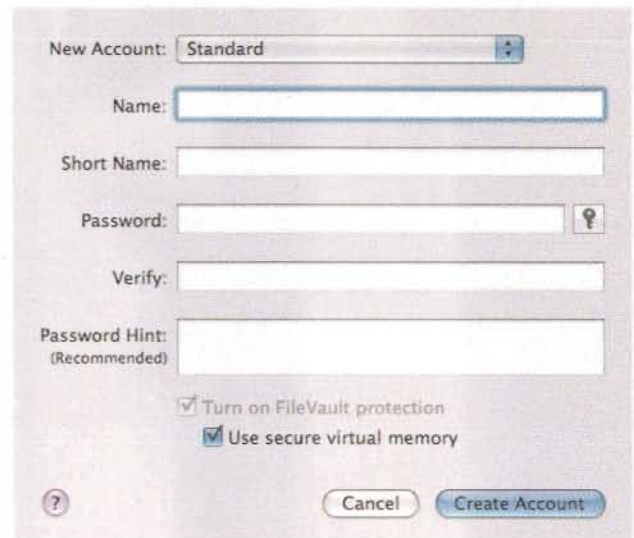 New Account: Standard
Name:
Short Name:
Password:
Verify:
Password Hint:
(Recommended)
Turn on FileVault protection
Use secure virtual memory
?
Cancel
Create Account